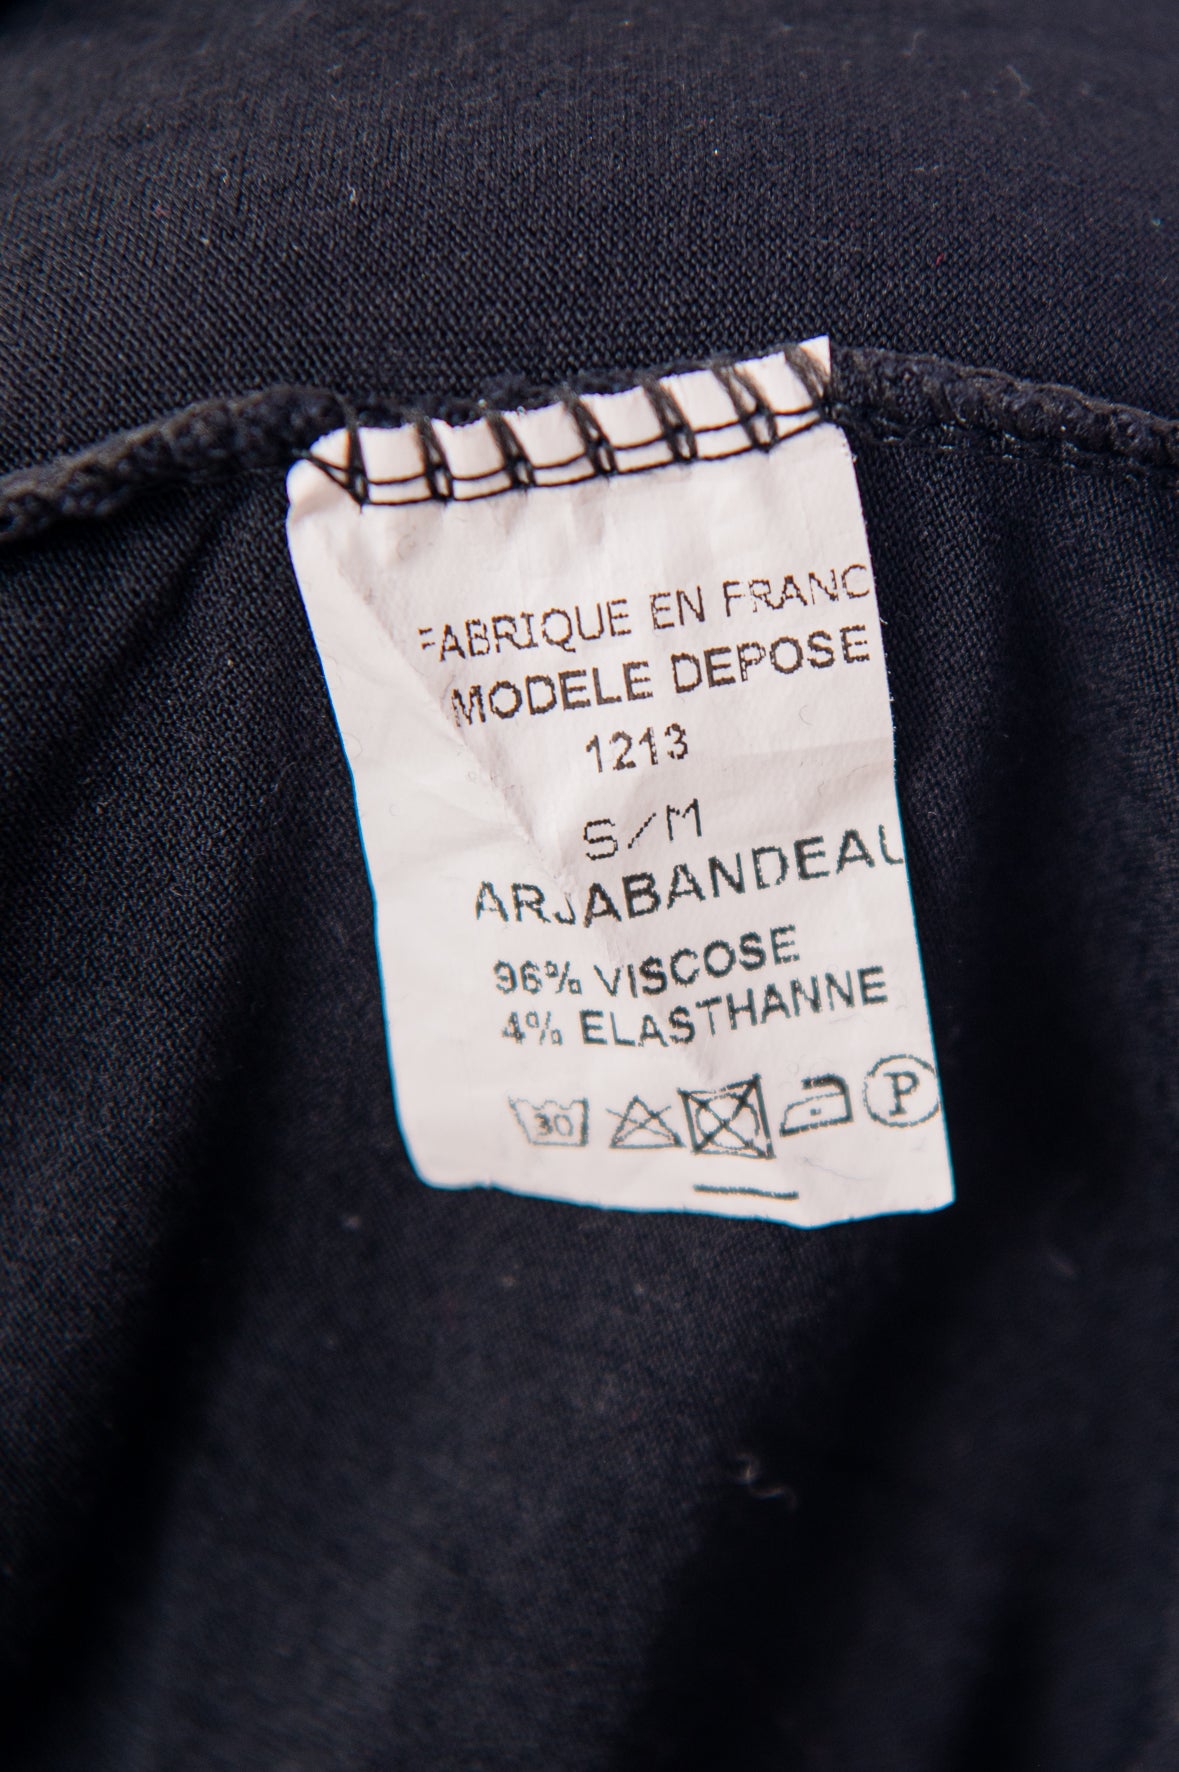 FABRIQUE EN FRANC
MODELE DEPOSE
1213
S/M
ARJABANDEAU
96% VISCOSE
4% ELASTHANNE
30 P